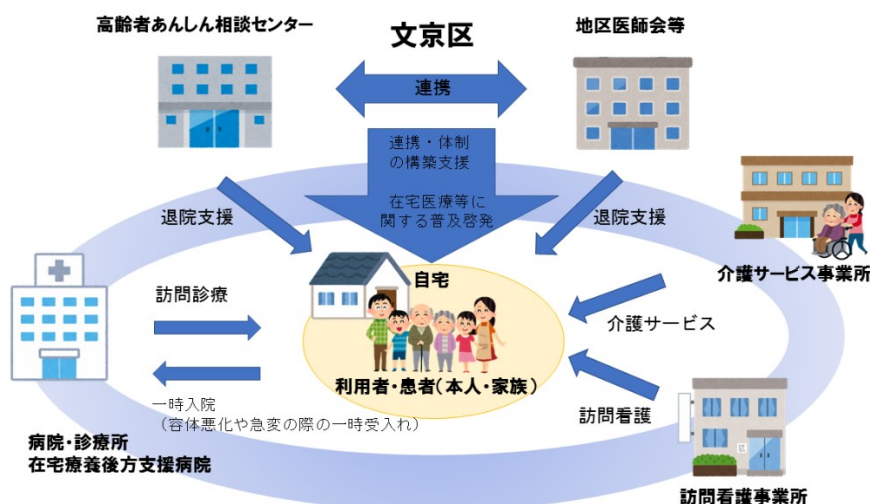 高齢者あんしん相談センター
文京区
地区医師会等
連携
連携・体制
の構築支援
在宅医療等に
関する普及啓発
退院支援
退院支援
介護サービス事業所
自宅
訪問診療
介護サービス
利用者・患者(本人・家族)
一時入院
（容体悪化や急変の際の一時受入れ）
訪問看護
病院・診療所
在宅療養後方支援病院
訪問看護事業所